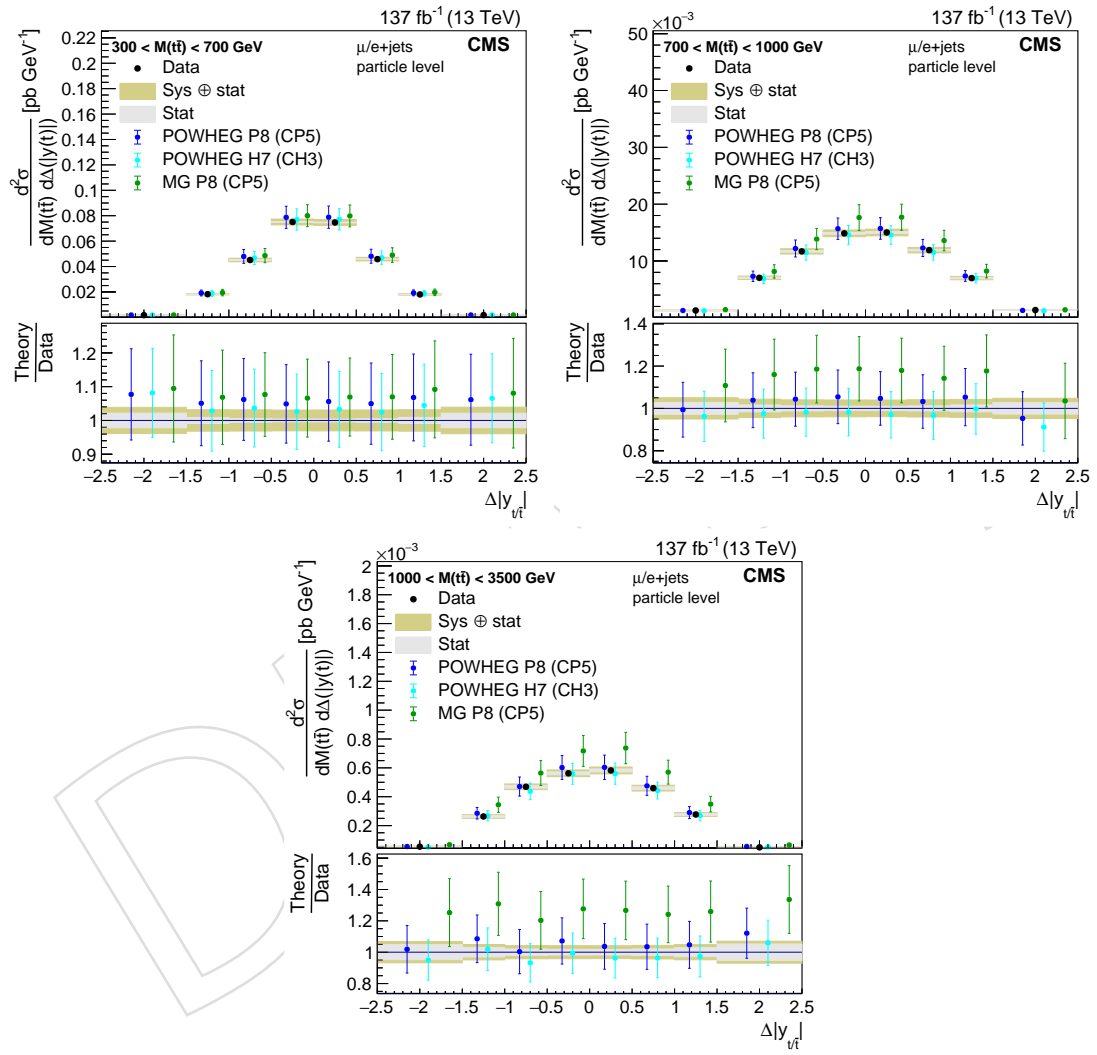 137 fb⁻¹ (13 TeV)
300 < M(tt̄) < 700 GeV
μ/e+jets
CMS
particle level
Data
Sys ⊕ stat
Stat
POWHEG P8 (CP5)
POWHEG H7 (CH3)
MG P8 (CP5)
d²σ / dM(tt̄) dΔ(|y(t)|) [pb GeV⁻¹]
0.22
0.2
0.18
0.16
0.14
0.12
0.1
0.08
0.06
0.04
0.02
Theory
Data
1.2
1.1
1
0.9
−2.5 −2 −1.5 −1 −0.5 0 0.5 1 1.5 2 2.5
Δ|y_t/t̄|
×10⁻³
137 fb⁻¹ (13 TeV)
700 < M(tt̄) < 1000 GeV
μ/e+jets
CMS
particle level
Data
Sys ⊕ stat
Stat
POWHEG P8 (CP5)
POWHEG H7 (CH3)
MG P8 (CP5)
d²σ / dM(tt̄) dΔ(|y(t)|) [pb GeV⁻¹]
50
40
30
20
10
Theory
Data
1.4
1.2
1
0.8
−2.5 −2 −1.5 −1 −0.5 0 0.5 1 1.5 2 2.5
Δ|y_t/t̄|
×10⁻³
137 fb⁻¹ (13 TeV)
1000 < M(tt̄) < 3500 GeV
μ/e+jets
CMS
particle level
Data
Sys ⊕ stat
Stat
POWHEG P8 (CP5)
POWHEG H7 (CH3)
MG P8 (CP5)
d²σ / dM(tt̄) dΔ(|y(t)|) [pb GeV⁻¹]
2
1.8
1.6
1.4
1.2
1
0.8
0.6
0.4
0.2
Theory
Data
1.6
1.4
1.2
1
0.8
−2.5 −2 −1.5 −1 −0.5 0 0.5 1 1.5 2 2.5
Δ|y_t/t̄|